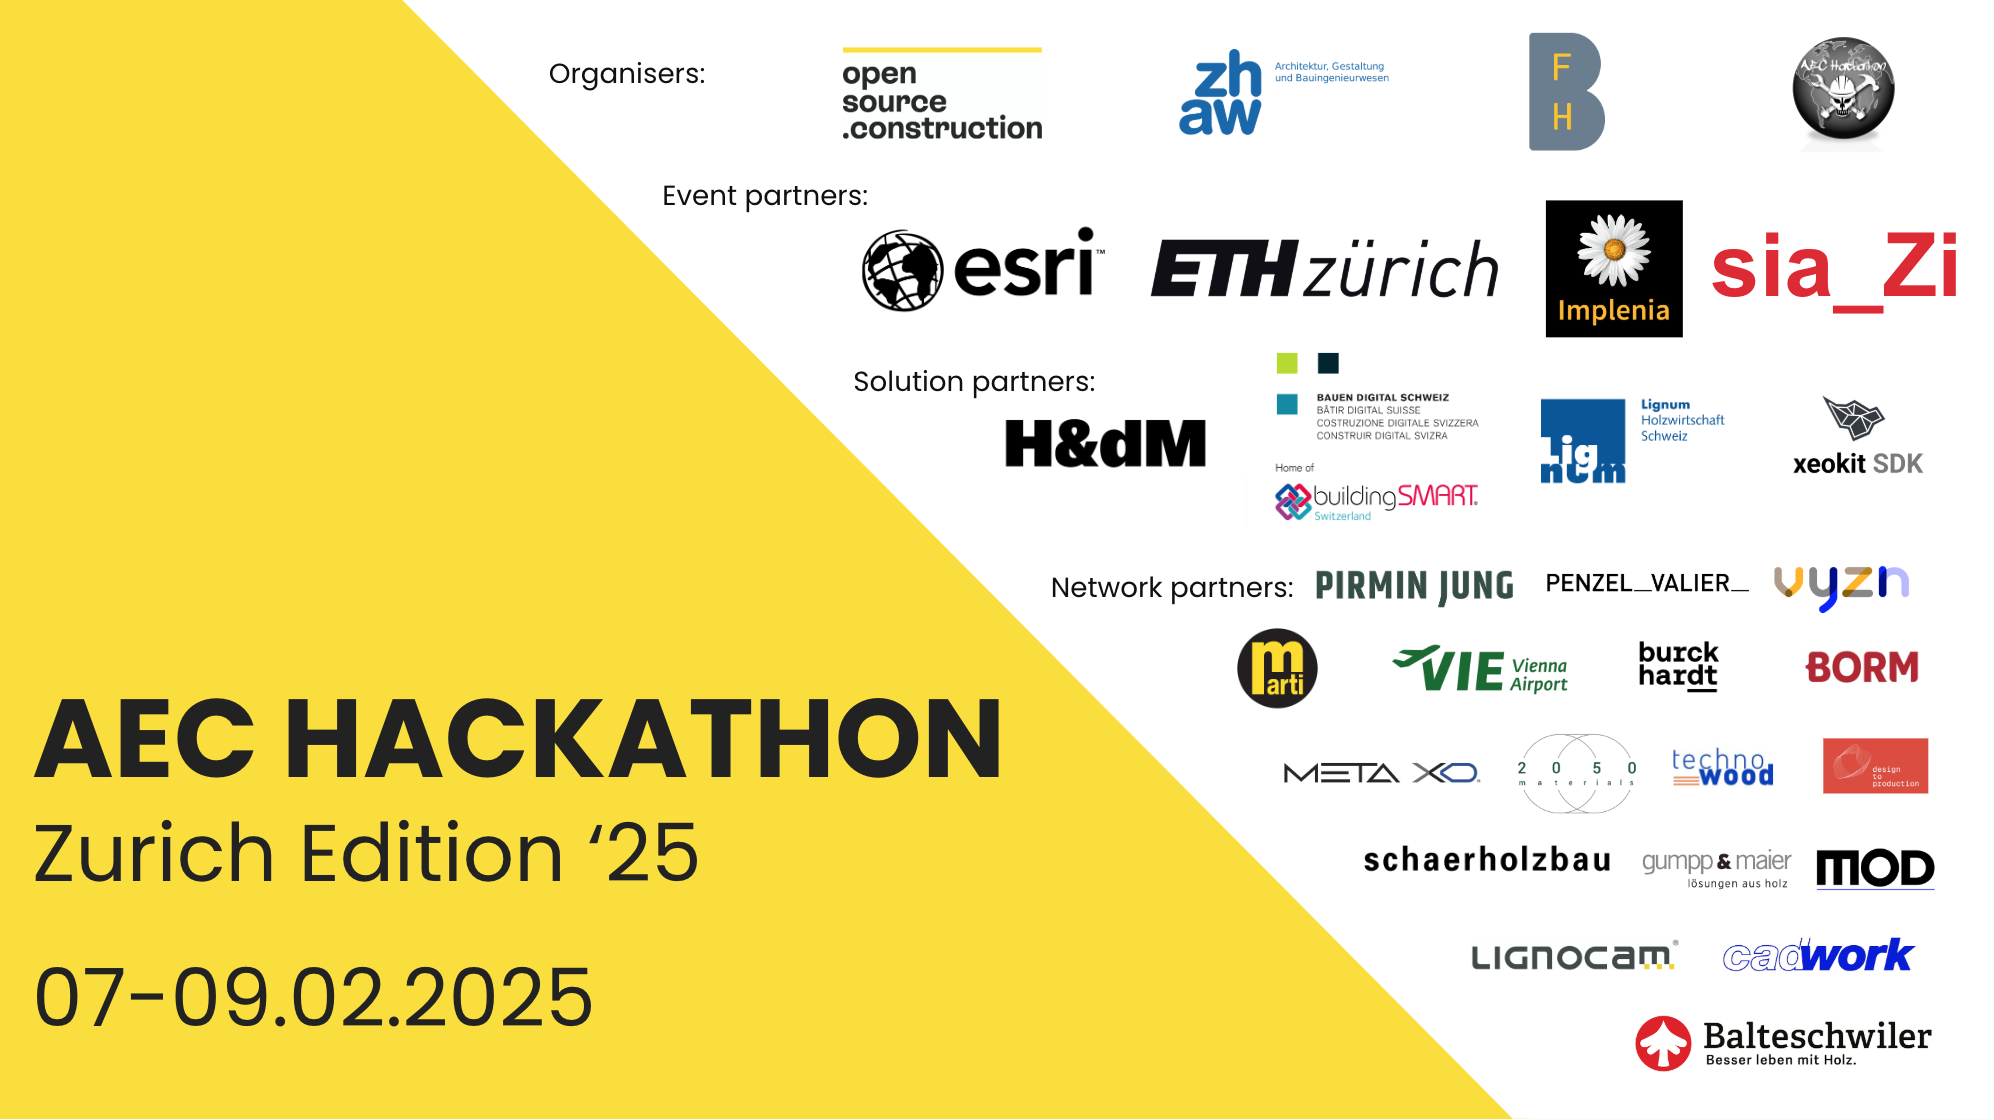 Organisers:
open
source
.construction
zh
aw
Architektur, Gestaltung
und Bauingenieurwesen
B
F
H
AEC Hackathon
Event partners:
esri™
ETH zürich
Implenia
sia_Zi
Solution partners:
H&dM
BAUEN DIGITAL SCHWEIZ
BÂTIR DIGITAL SUISSE
COSTRUZIONE DIGITALE SVIZZERA
CONSTRUIR DIGITAL SVIZRA
Home of
buildingSMART®
Switzerland
Lig
num
Lignum
Holzwirtschaft
Schweiz
xeokit SDK
Network partners:
PIRMIN JUNG
PENZEL_VALIER_
vyzn
marti
VIE Vienna
Airport
burck
hardt
BORM
META XO
2050
materials
techno
wood
design
to
production
schaerholzbau
gumpp & maier
lösungen aus holz
MOD
LIGNOCAM®
cadwork
Balteschwiler
Besser leben mit Holz.
AEC HACKATHON
Zurich Edition ‘25
07-09.02.2025